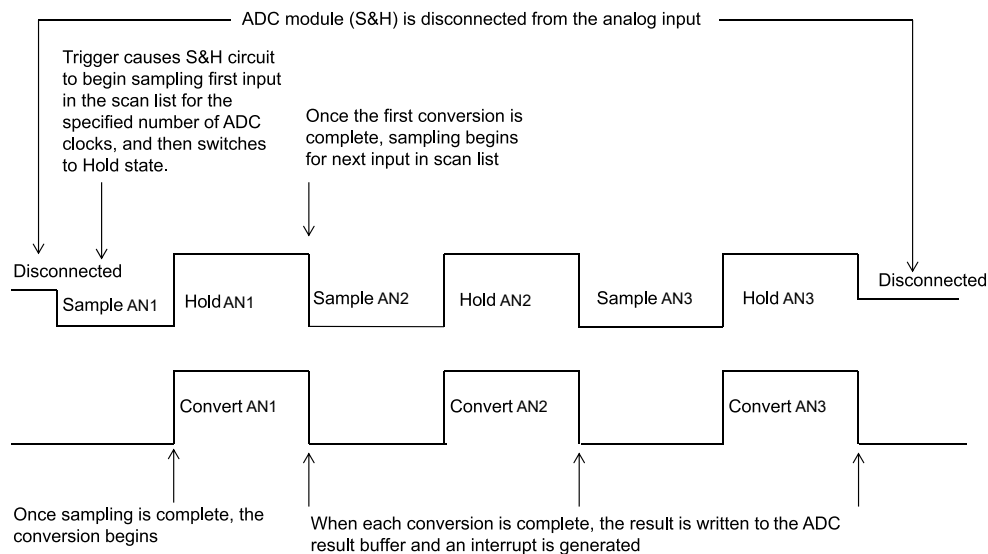 ADC module (S&H) is disconnected from the analog input
Trigger causes S&H circuit
to begin sampling first input
in the scan list for the
specified number of ADC
clocks, and then switches
to Hold state.
Once the first conversion is
complete, sampling begins
for next input in scan list
Disconnected
Sample AN1
Hold AN1
Sample AN2
Hold AN2
Sample AN3
Hold AN3
Disconnected
Convert AN1
Convert AN2
Convert AN3
Once sampling is complete, the
conversion begins
When each conversion is complete, the result is written to the ADC
result buffer and an interrupt is generated